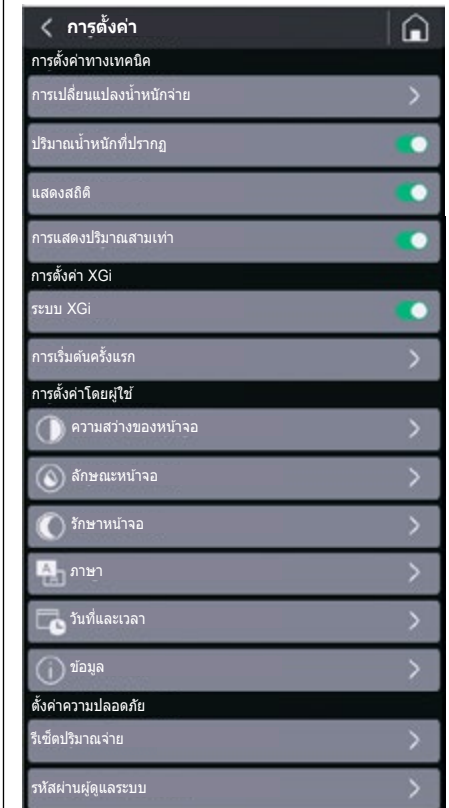 การตั้งค่า
การตั้งค่าทางเทคนิค
การเปลี่ยนแปลงน้ำหนักจ่าย
ปริมาณน้ำหนักที่ปรากฏ
แสดงสถิติ
การแสดงปริมาณสามเท่า
การตั้งค่า XGi
ระบบ XGi
การเริ่มต้นครั้งแรก
การตั้งค่าโดยผู้ใช้
ความสว่างของหน้าจอ
ลักษณะหน้าจอ
รักษาหน้าจอ
ภาษา
วันที่และเวลา
ข้อมูล
ตั้งค่าความปลอดภัย
รีเซ็ตปริมาณจ่าย
รหัสผ่านผู้ดูแลระบบ